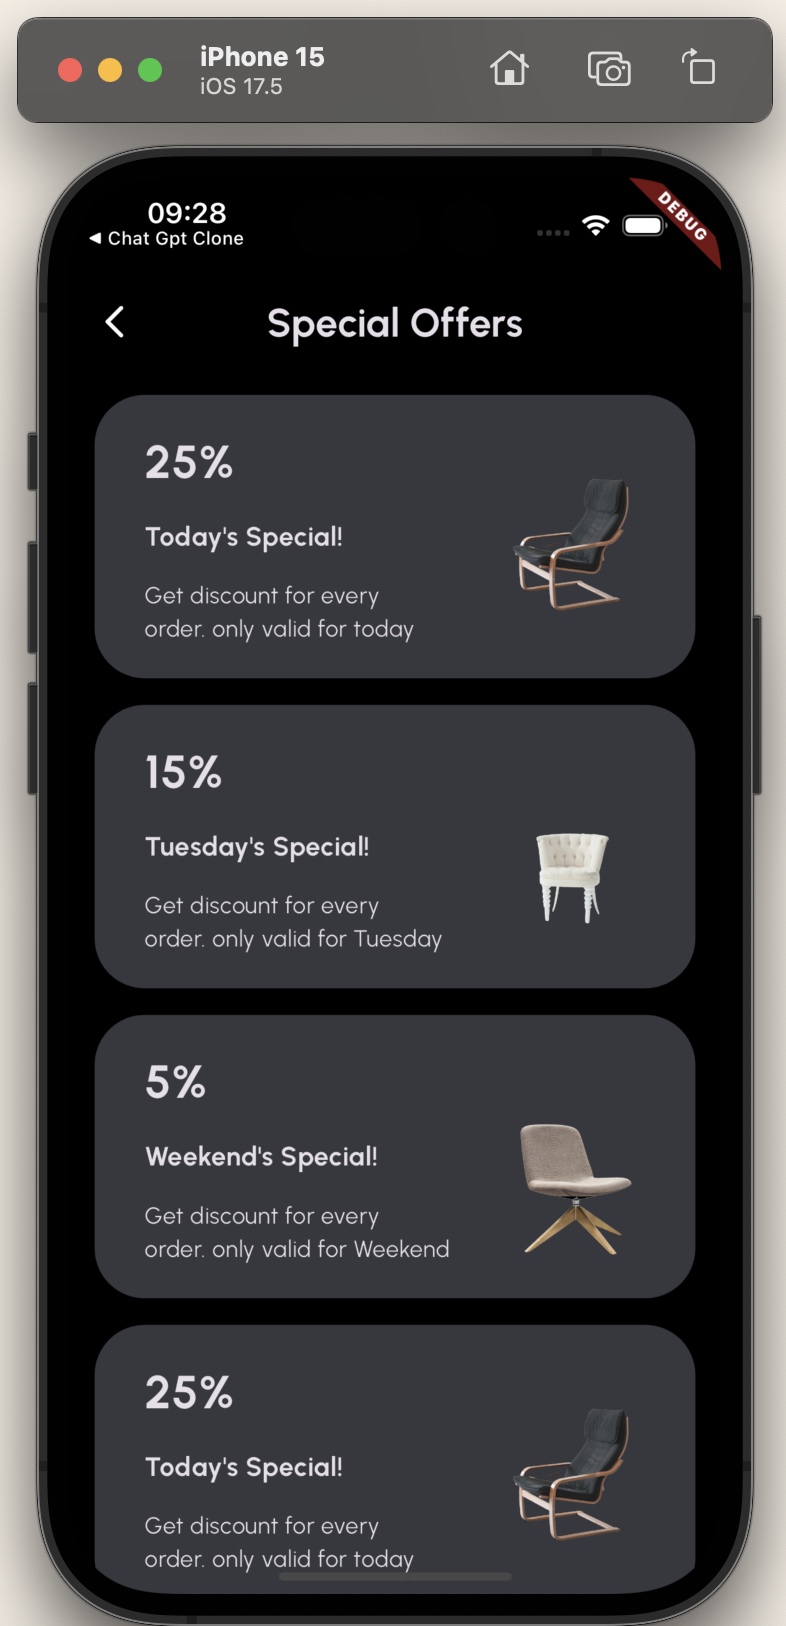 iPhone 15
iOS 17.5
09:28
◀ Chat Gpt Clone
DEBUG
Special Offers
25%
Today's Special!
Get discount for every
order. only valid for today
15%
Tuesday's Special!
Get discount for every
order. only valid for Tuesday
5%
Weekend's Special!
Get discount for every
order. only valid for Weekend
25%
Today's Special!
Get discount for every
order. only valid for today